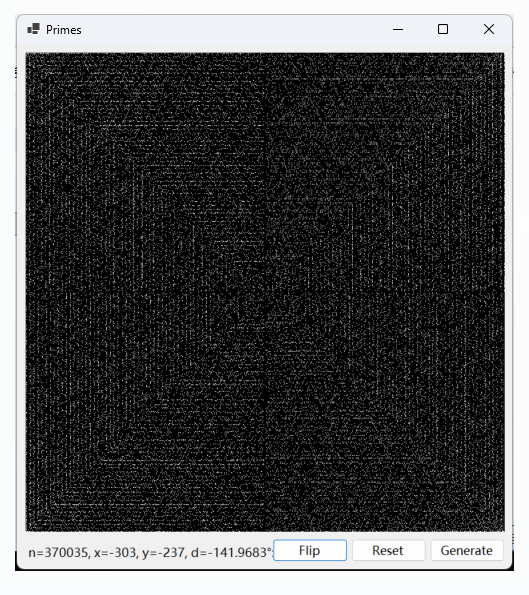 Primes
n=370035, x=-303, y=-237, d=-141.9683°
Flip
Reset
Generate